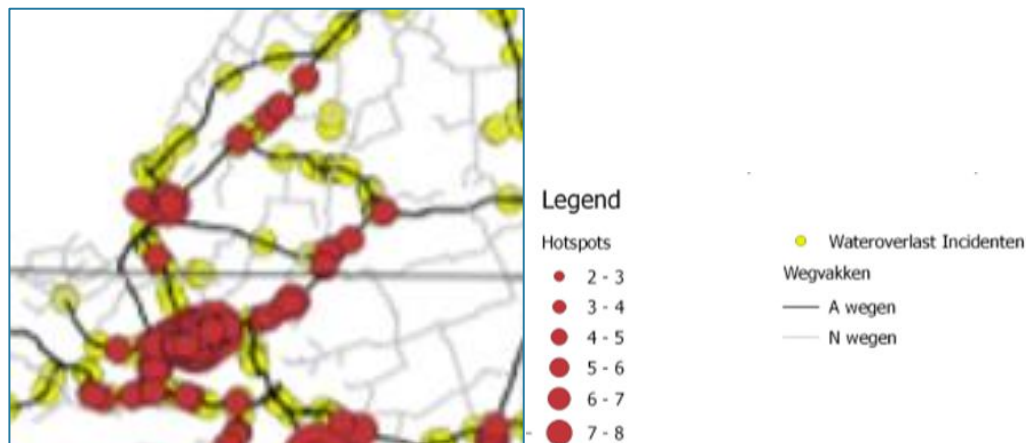 Legend
Hotspots
2 - 3
3 - 4
4 - 5
5 - 6
6 - 7
7 - 8
Wateroverlast Incidenten
Wegvakken
A wegen
N wegen